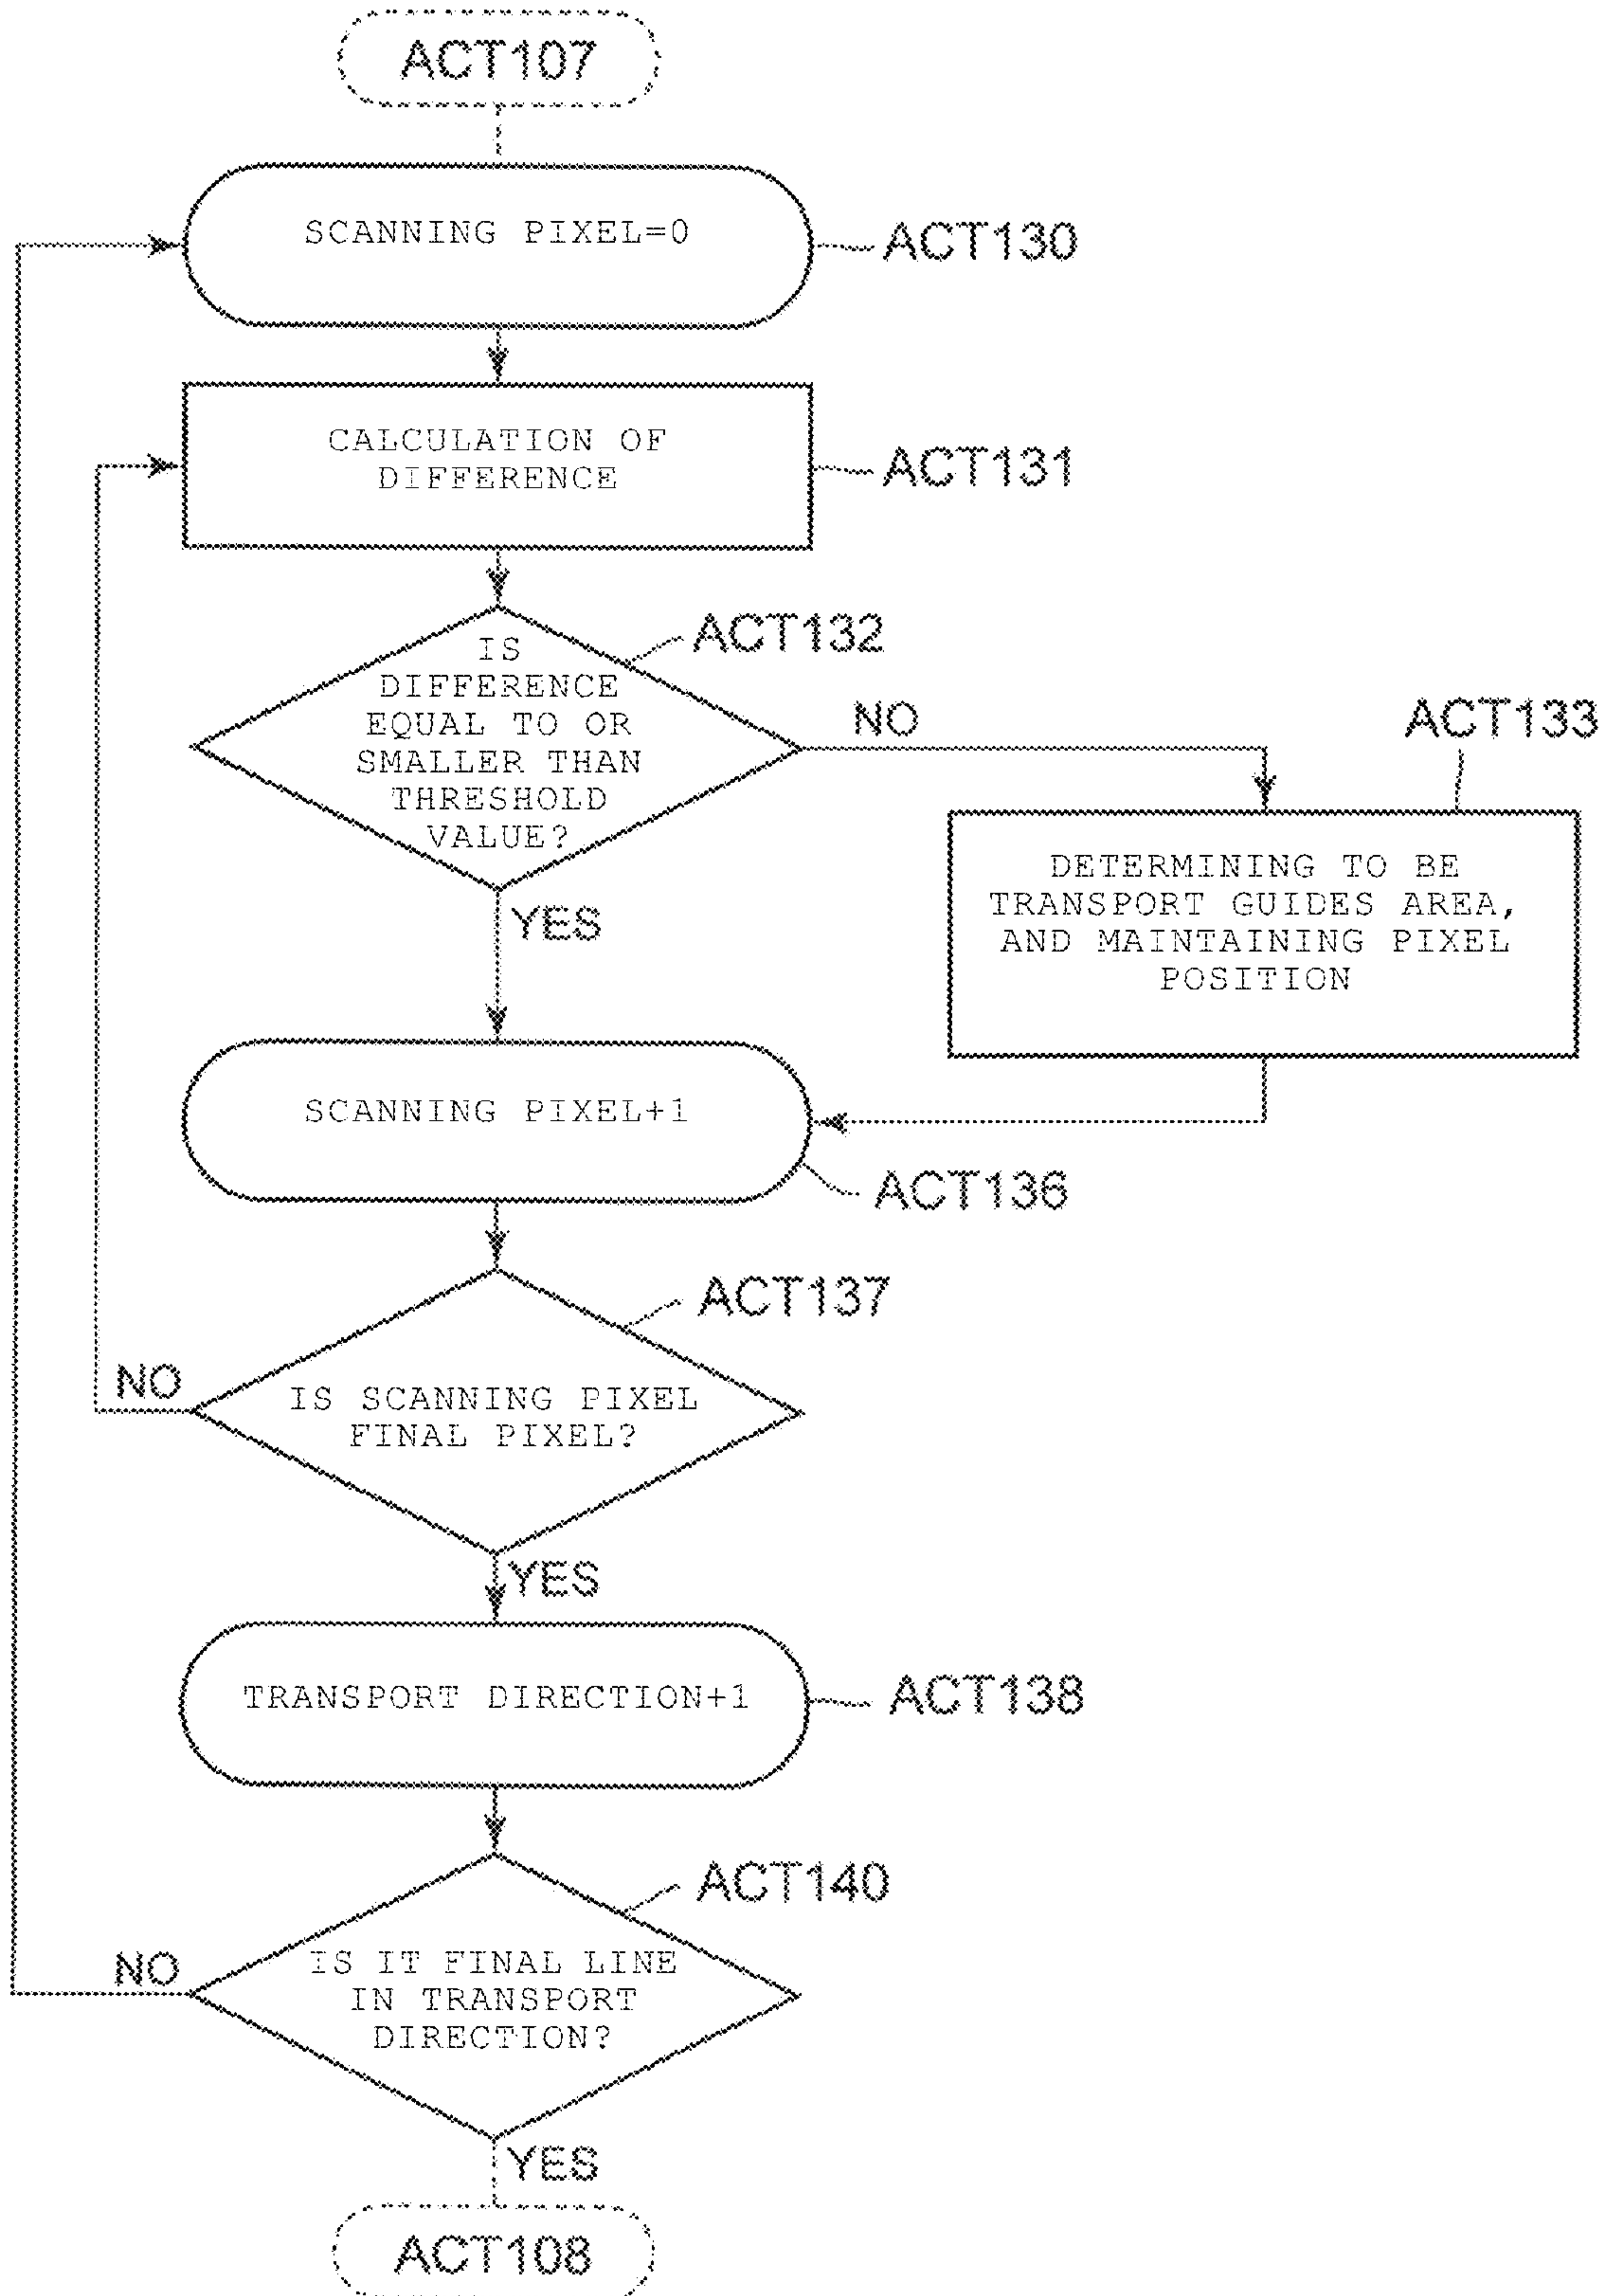 ACT107
SCANNING PIXEL=0
ACT130
CALCULATION OF
DIFFERENCE
ACT131
ACT132
IS
DIFFERENCE
EQUAL TO OR
SMALLER THAN
THRESHOLD
VALUE?
NO
YES
ACT133
DETERMINING TO BE
TRANSPORT GUIDES AREA,
AND MAINTAINING PIXEL
POSITION
SCANNING PIXEL+1
ACT136
ACT137
IS SCANNING PIXEL
FINAL PIXEL?
NO
YES
TRANSPORT DIRECTION+1
ACT138
ACT140
IS IT FINAL LINE
IN TRANSPORT
DIRECTION?
NO
YES
ACT108